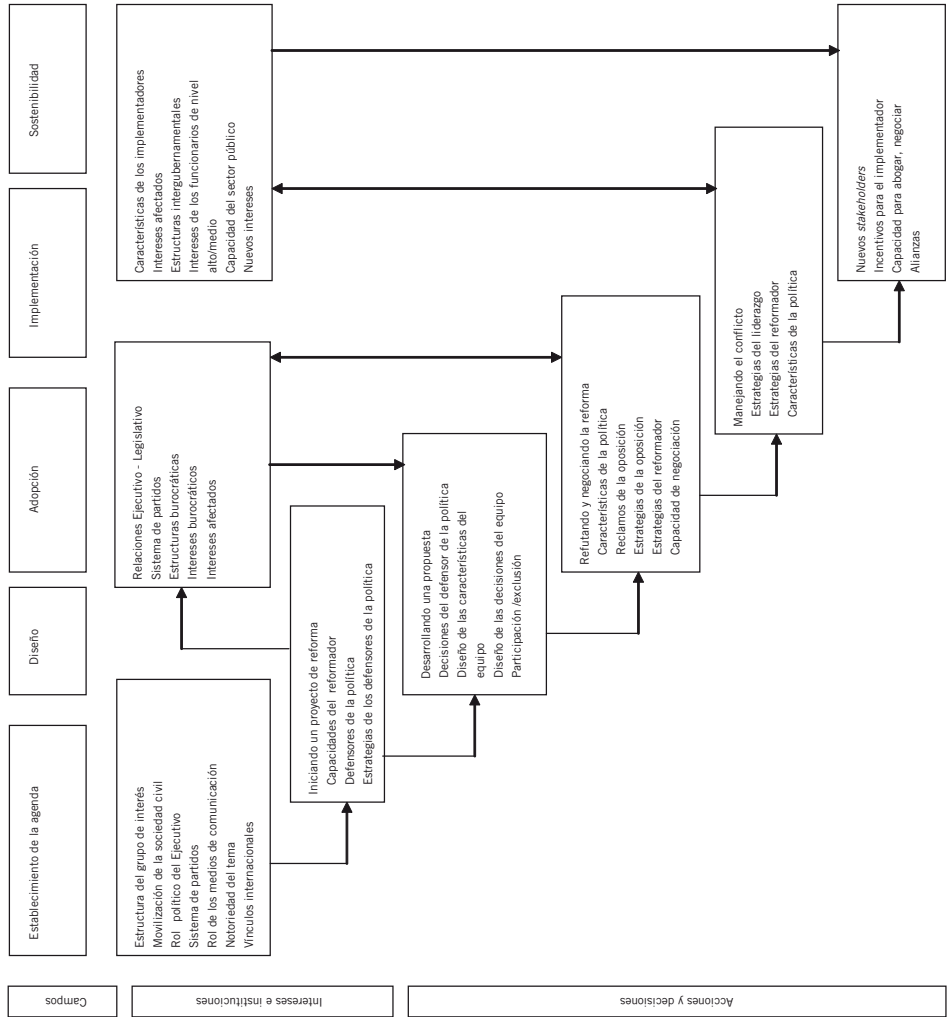 Campos
Establecimiento de la agenda
Diseño
Adopción
Implementación
Sostenibilidad
Intereses e instituciones
Estructura del grupo de interés
Movilización de la sociedad civil
Rol político del Ejecutivo
Sistema de partidos
Rol de los medios de comunicación
Notoriedad del tema
Vínculos internacionales
Relaciones Ejecutivo - Legislativo
Sistema de partidos
Estructuras burocráticas
Intereses burocráticos
Intereses afectados
Características de los implementadores
Intereses afectados
Estructuras intergubernamentales
Intereses de los funcionarios de nivel
alto/medio
Capacidad del sector público
Nuevos intereses
Acciones y decisiones
Iniciando un proyecto de reforma
Capacidades del reformador
Defensores de la política
Estrategias de los defensores de la política
Desarrollando una propuesta
Decisiones del defensor de la política
Diseño de las características del
equipo
Diseño de las decisiones del equipo
Participación /exclusión
Refutando y negociando la reforma
Características de la política
Reclamos de la oposición
Estrategias de la oposición
Estrategias del reformador
Capacidad de negociación
Manejando el conflicto
Estrategias del liderazgo
Estrategias del reformador
Características de la política
Nuevos stakeholders
Incentivos para el implementador
Capacidad para abogar, negociar
Alianzas